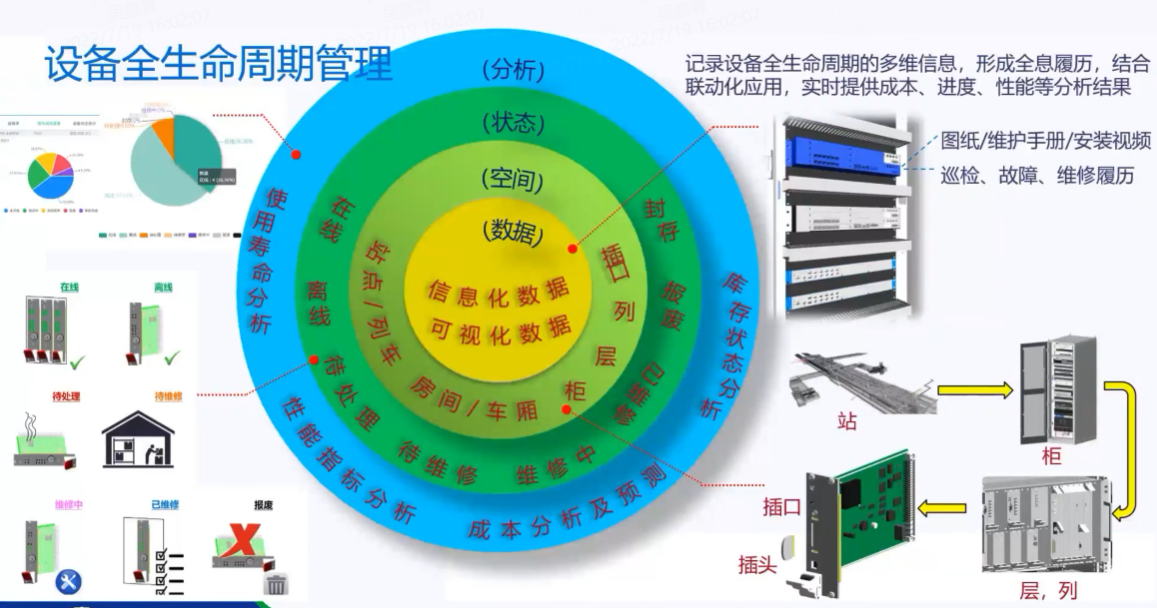 设备全生命周期管理
记录设备全生命周期的多维信息，形成全息履历，结合
联动化应用，实时提供成本、进度、性能等分析结果
(分析)
(状态)
(空间)
(数据)
信息化数据
可视化数据
站点/列车
房间/车厢
柜
层
列
插口
在线
离线
待处理
待维修
维修中
已维修
报废
封存
使用寿命分析
性能指标分析
成本分析及预测
库存状态分析
图纸/维护手册/安装视频
巡检、故障、维修履历
在线
离线
待处理
待维修
维修中
已维修
报废
站
柜
层，列
插口
插头